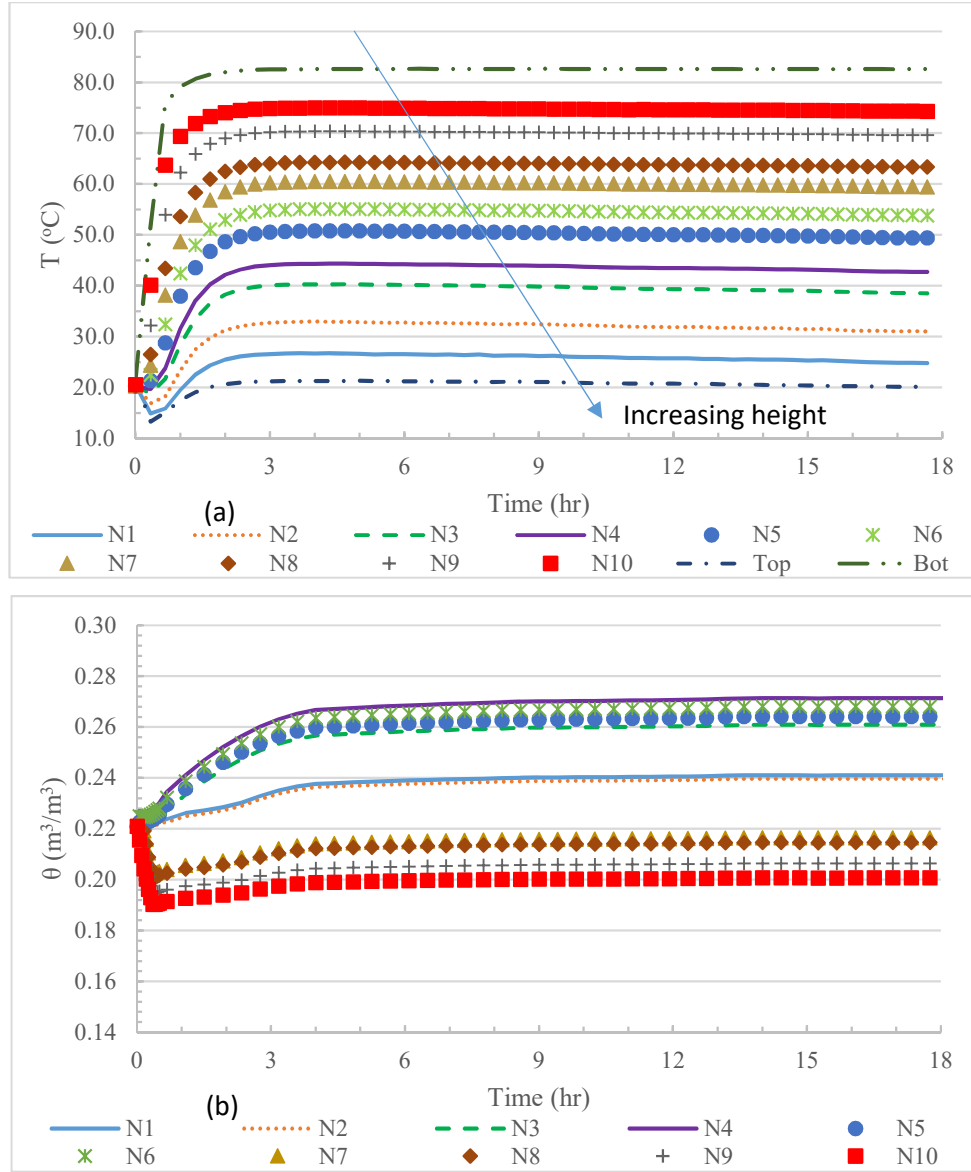 90.0
80.0
70.0
60.0
50.0
40.0
30.0
20.0
10.0
T (°C)
Increasing height
0 3 6 9 12 15 18
Time (hr)
(a)
N1 N2 N3 N4 N5 N6
N7 N8 N9 N10 Top Bot
0.30
0.28
0.26
0.24
0.22
0.20
0.18
0.16
0.14
θ (m³/m³)
0 3 6 9 12 15 18
Time (hr)
(b)
N1 N2 N3 N4 N5
N6 N7 N8 N9 N10